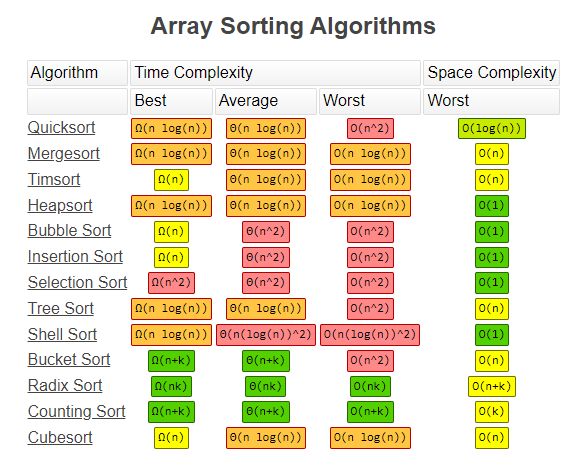 Array Sorting Algorithms
Algorithm Time Complexity Space Complexity
Best Average Worst Worst
Quicksort Ω(n log(n)) Θ(n log(n)) O(n^2) O(log(n))
Mergesort Ω(n log(n)) Θ(n log(n)) O(n log(n)) O(n)
Timsort Ω(n) Θ(n log(n)) O(n log(n)) O(n)
Heapsort Ω(n log(n)) Θ(n log(n)) O(n log(n)) O(1)
Bubble Sort Ω(n) Θ(n^2) O(n^2) O(1)
Insertion Sort Ω(n) Θ(n^2) O(n^2) O(1)
Selection Sort Ω(n^2) Θ(n^2) O(n^2) O(1)
Tree Sort Ω(n log(n)) Θ(n log(n)) O(n^2) O(n)
Shell Sort Ω(n log(n)) Θ(n(log(n))^2) O(n(log(n))^2) O(1)
Bucket Sort Ω(n+k) Θ(n+k) O(n^2) O(n)
Radix Sort Ω(nk) Θ(nk) O(nk) O(n+k)
Counting Sort Ω(n+k) Θ(n+k) O(n+k) O(k)
Cubesort Ω(n) Θ(n log(n)) O(n log(n)) O(n)